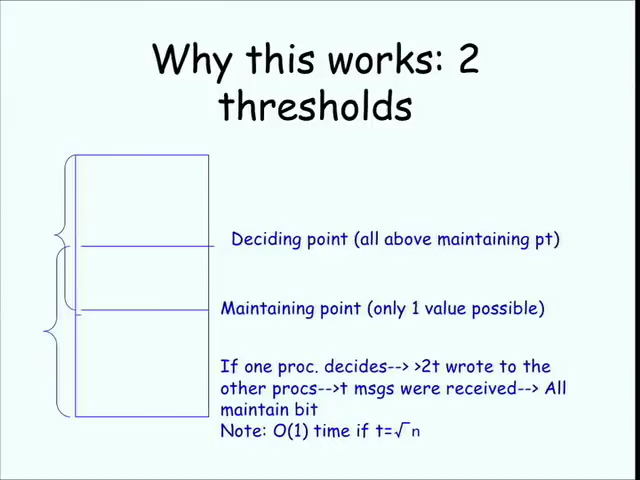 Why this works: 2
thresholds
Deciding point (all above maintaining pt)
Maintaining point (only 1 value possible)
If one proc. decides--> >2t wrote to the
other procs-->t msgs were received--> All
maintain bit
Note: O(1) time if t=√n